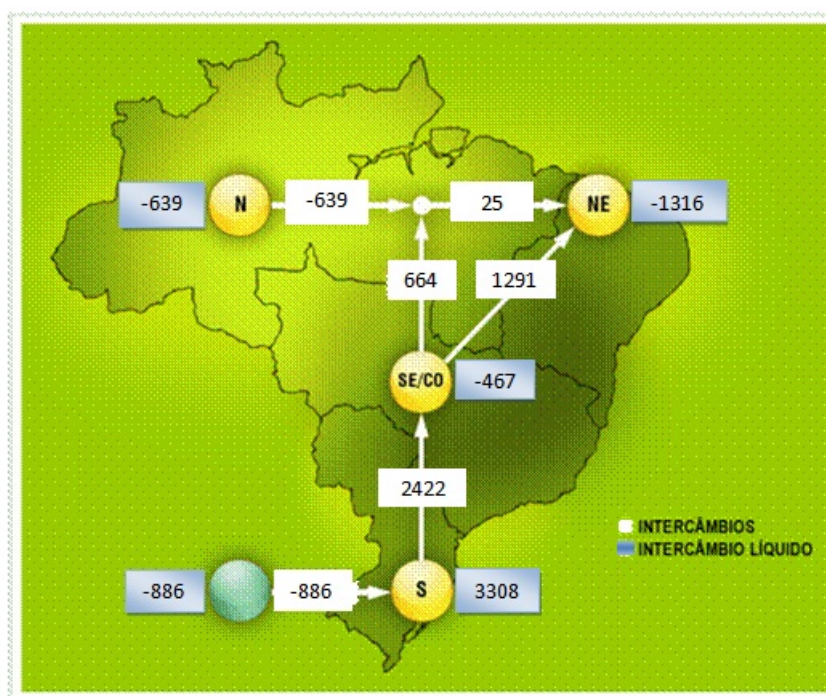 -639
N
-639
25
NE
-1316
664
1291
SE/CO
-467
2422
INTERCÂMBIOS
INTERCÂMBIO LÍQUIDO
-886
-886
S
3308